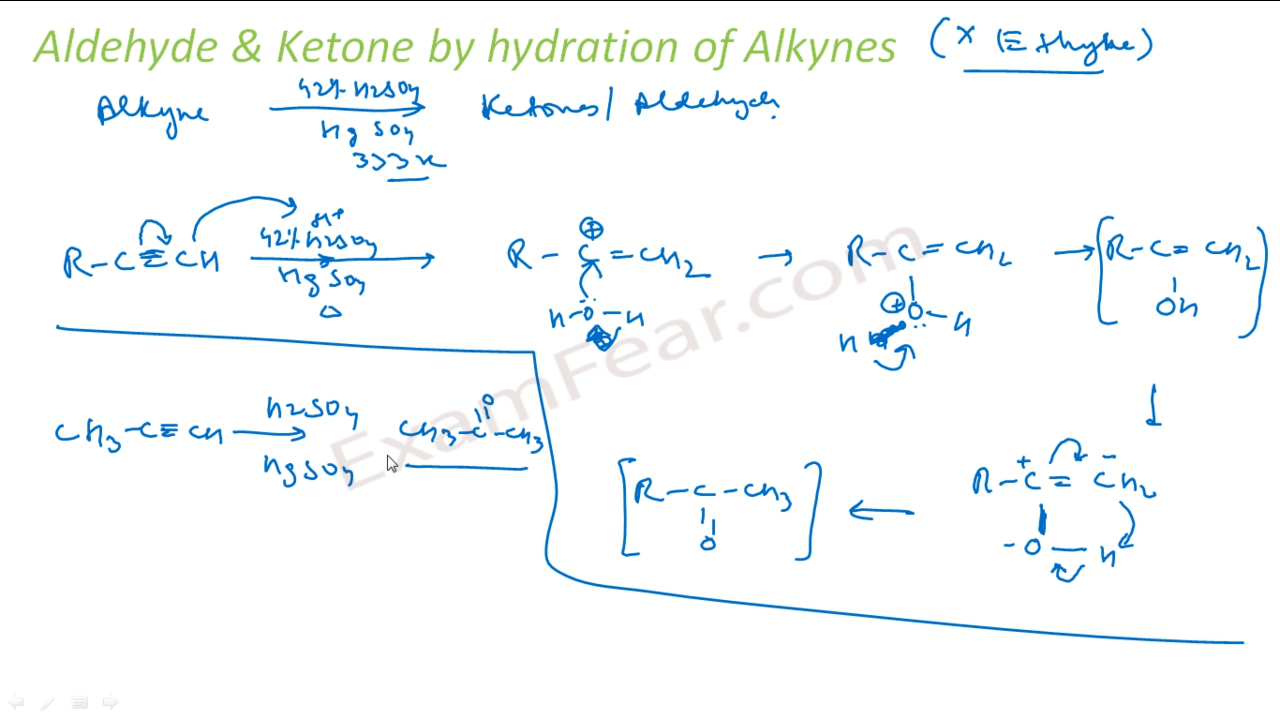 Aldehyde & Ketone by hydration of Alkynes (x Ethyne)
Alkyne 42% H2SO4 Ketones/ Aldehyde.
HgSO4
333K
R-C≡CH H+ 42% H2SO4 R-C=CH2 → R-C=CH2 → [R-C=CH2]
HgSO4 ⊕ ⊕ OH
Δ H-O-H H O-H
CH3-C≡CH H2SO4 CH3-C-CH3
HgSO4 O
[R-C-CH3] ← R-C=CH2
O + -
-O-H
ExamFear.com